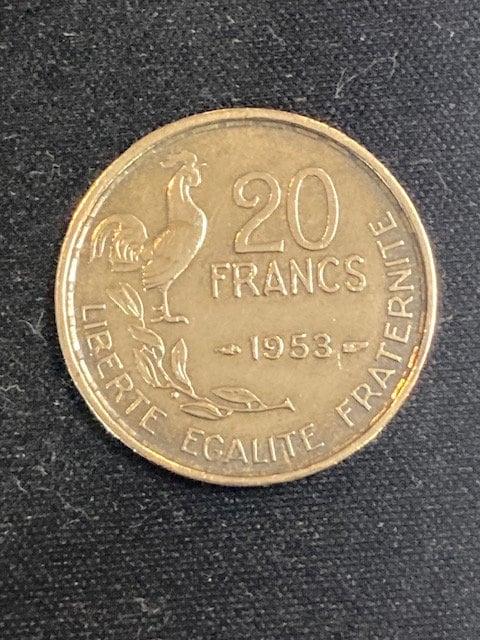 20
FRANCS
1953
LIBERTE EGALITE FRATERNITE